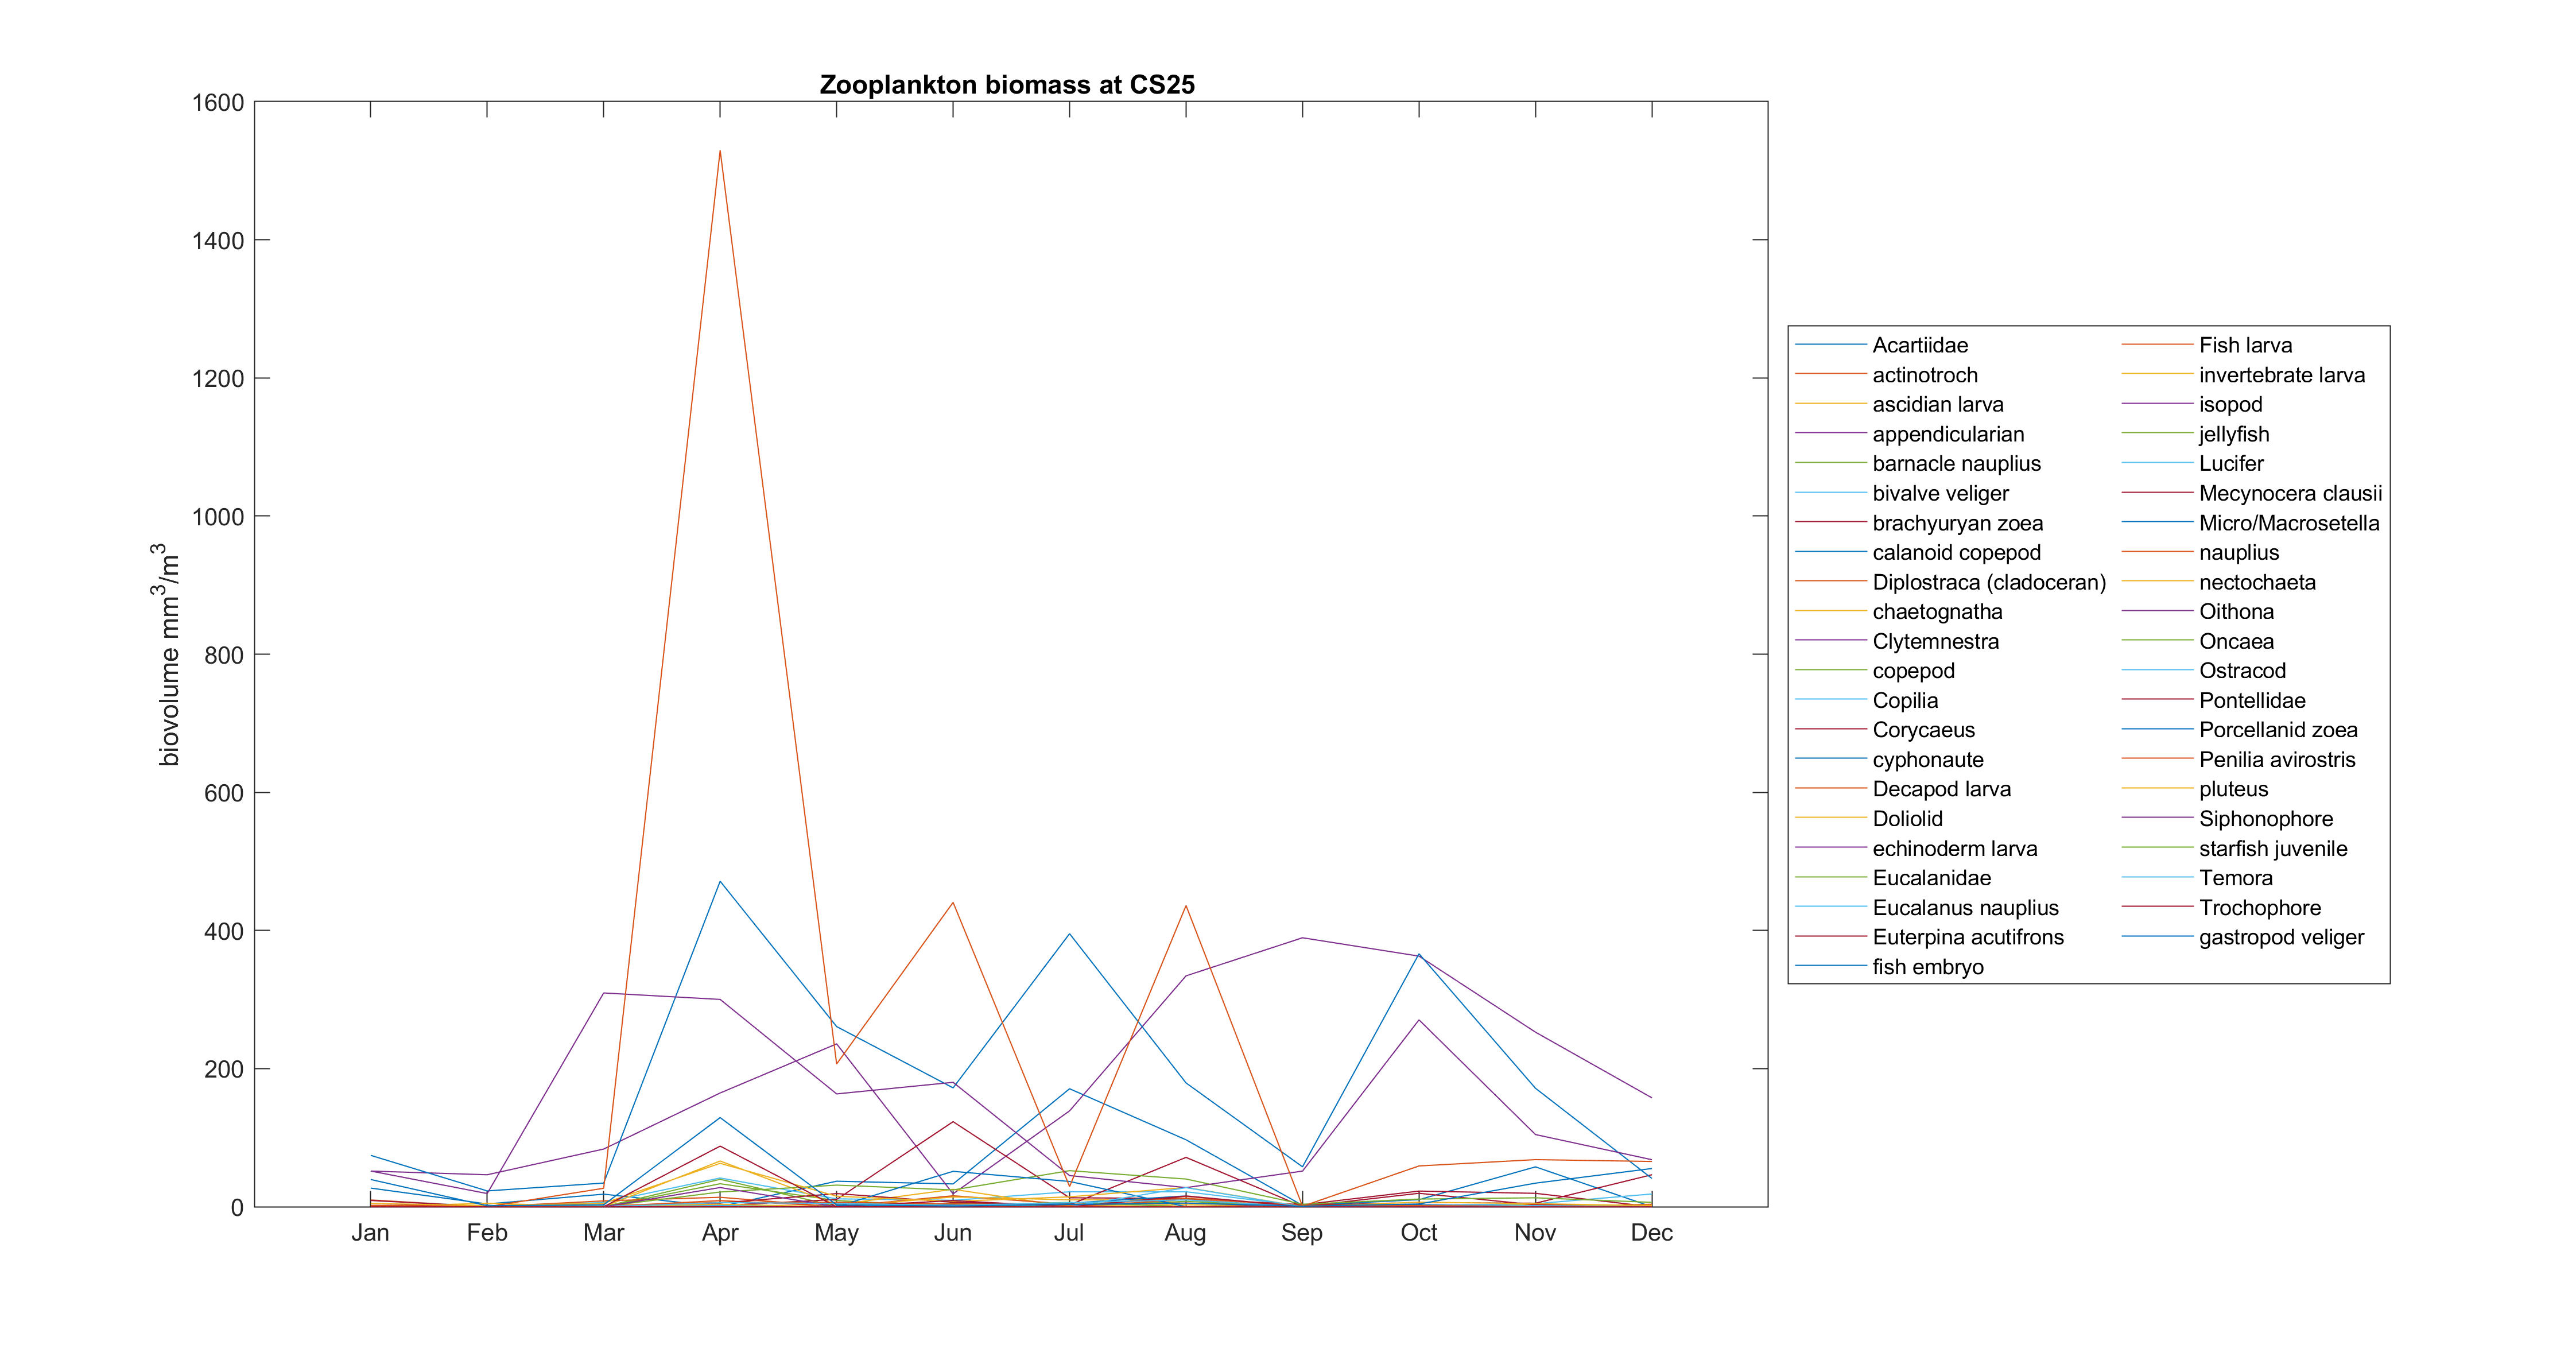 Zooplankton biomass at CS25
1600
1400
1200
1000
800
600
400
200
0
biovolume mm³/m³
Jan Feb Mar Apr May Jun Jul Aug Sep Oct Nov Dec
Acartiidae
actinotroch
ascidian larva
appendicularian
barnacle nauplius
bivalve veliger
brachyuryan zoea
calanoid copepod
Diplostraca (cladoceran)
chaetognatha
Clytemnestra
copepod
Copilia
Corycaeus
cyphonaute
Decapod larva
Doliolid
echinoderm larva
Eucalanidae
Eucalanus nauplius
Euterpina acutifrons
fish embryo
Fish larva
invertebrate larva
isopod
jellyfish
Lucifer
Mecynocera clausii
Micro/Macrosetella
nauplius
nectochaeta
Oithona
Oncaea
Ostracod
Pontellidae
Porcellanid zoea
Penilia avirostris
pluteus
Siphonophore
starfish juvenile
Temora
Trochophore
gastropod veliger